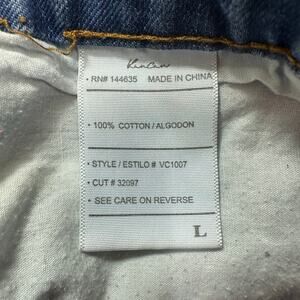 • RN# 144635 MADE IN CHINA
• 100% COTTON / ALGODON
• STYLE / ESTILO # VC1007
• CUT # 32097
• SEE CARE ON REVERSE
L